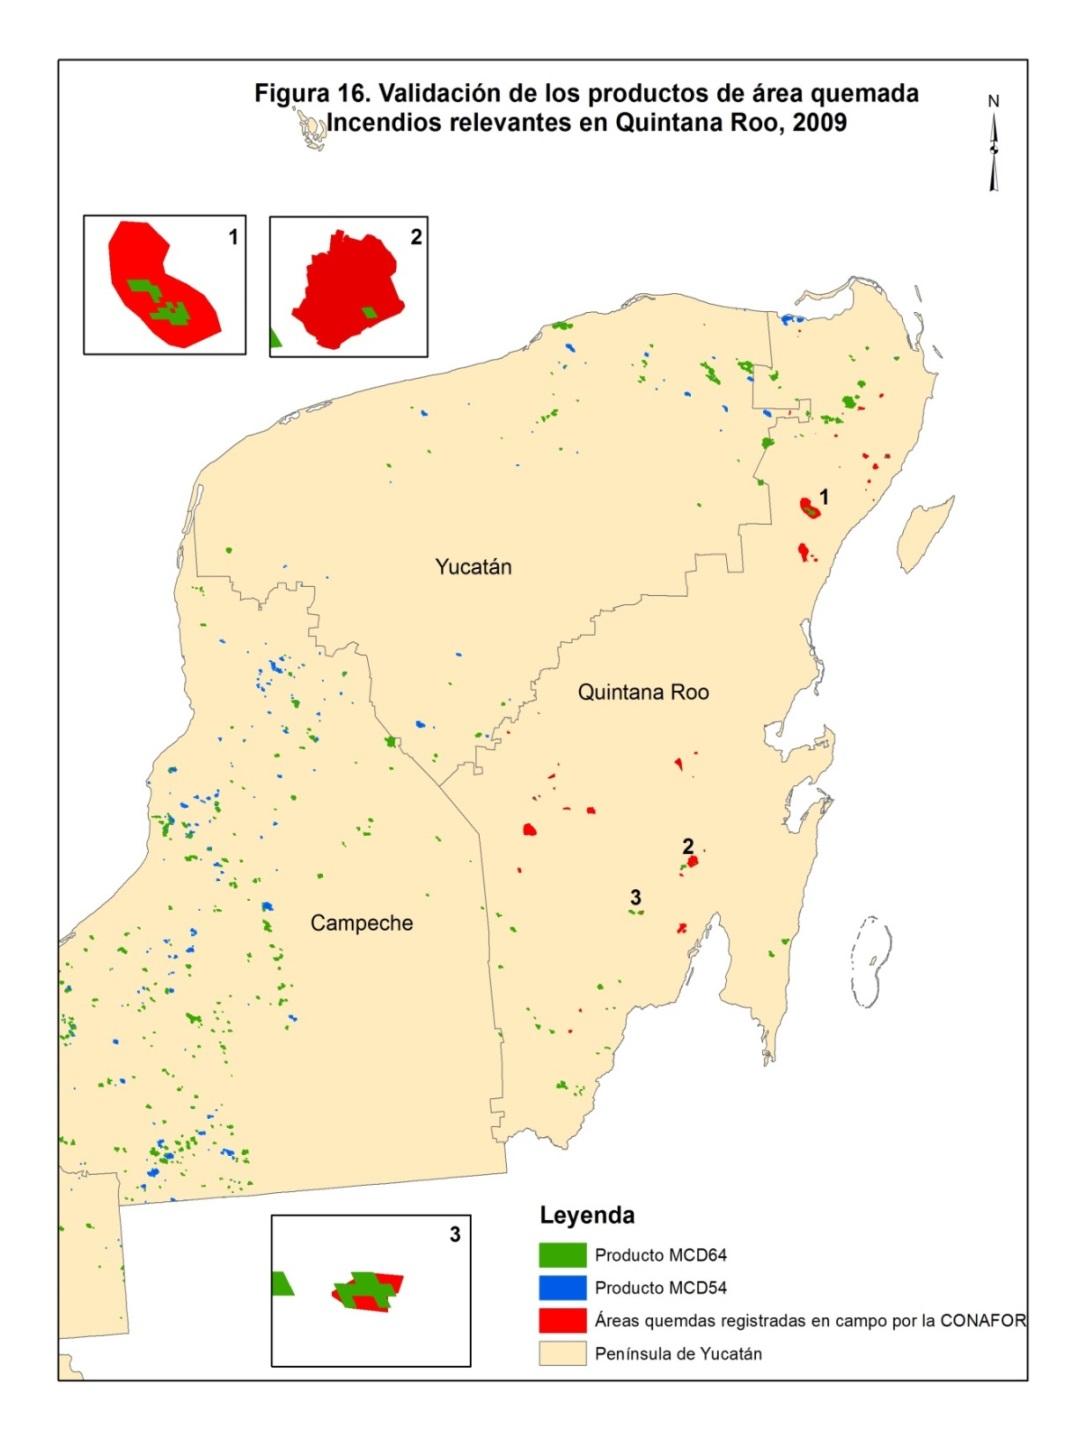 Figura 16. Validación de los productos de área quemada
Incendios relevantes en Quintana Roo, 2009
N
1
2
1
Yucatán
Quintana Roo
2
3
Campeche
3
Leyenda
Producto MCD64
Producto MCD54
Áreas quemdas registradas en campo por la CONAFOR
Península de Yucatán